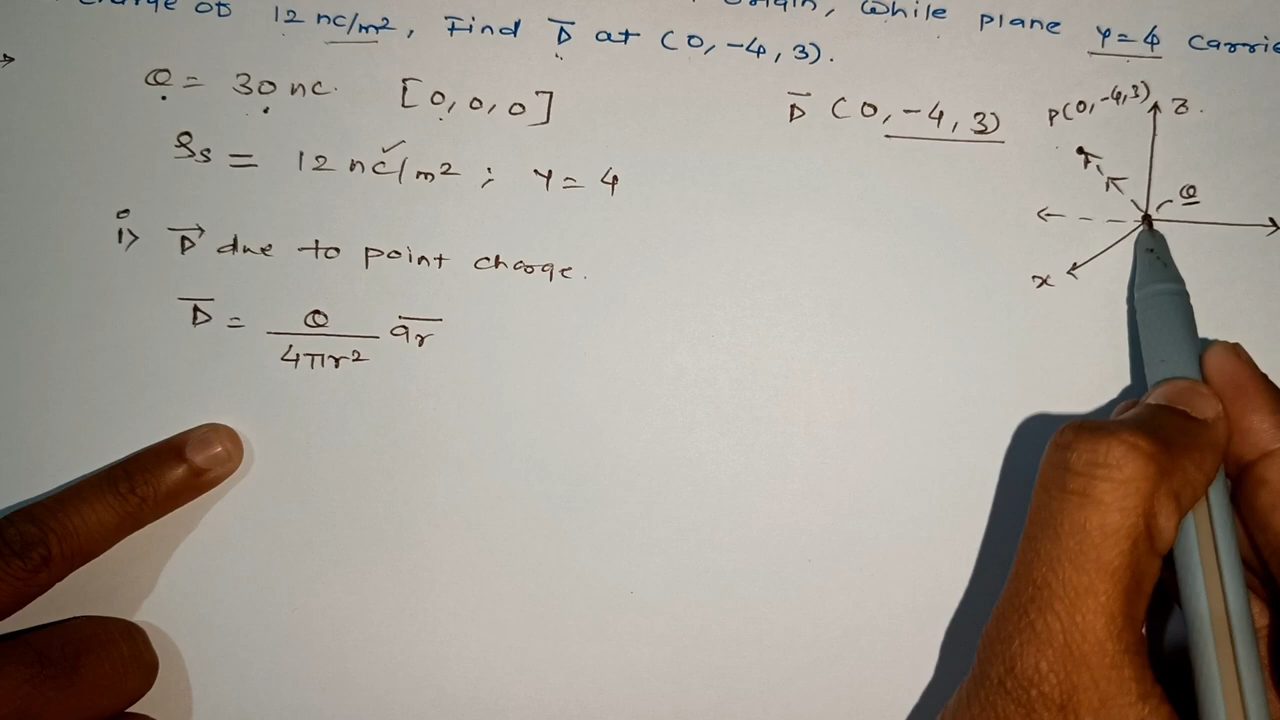 12 nc/m², Find D̅ at (0, -4, 3).
while plane y=4
Q = 30 nc. [0, 0, 0]
D̅ (0, -4, 3)
P(0, -4, 3)
z
Q
x
ρs = 12 nc/m² ; y = 4
i> D⃗ due to point charge.
D̅ = Q / 4πr² a̅r